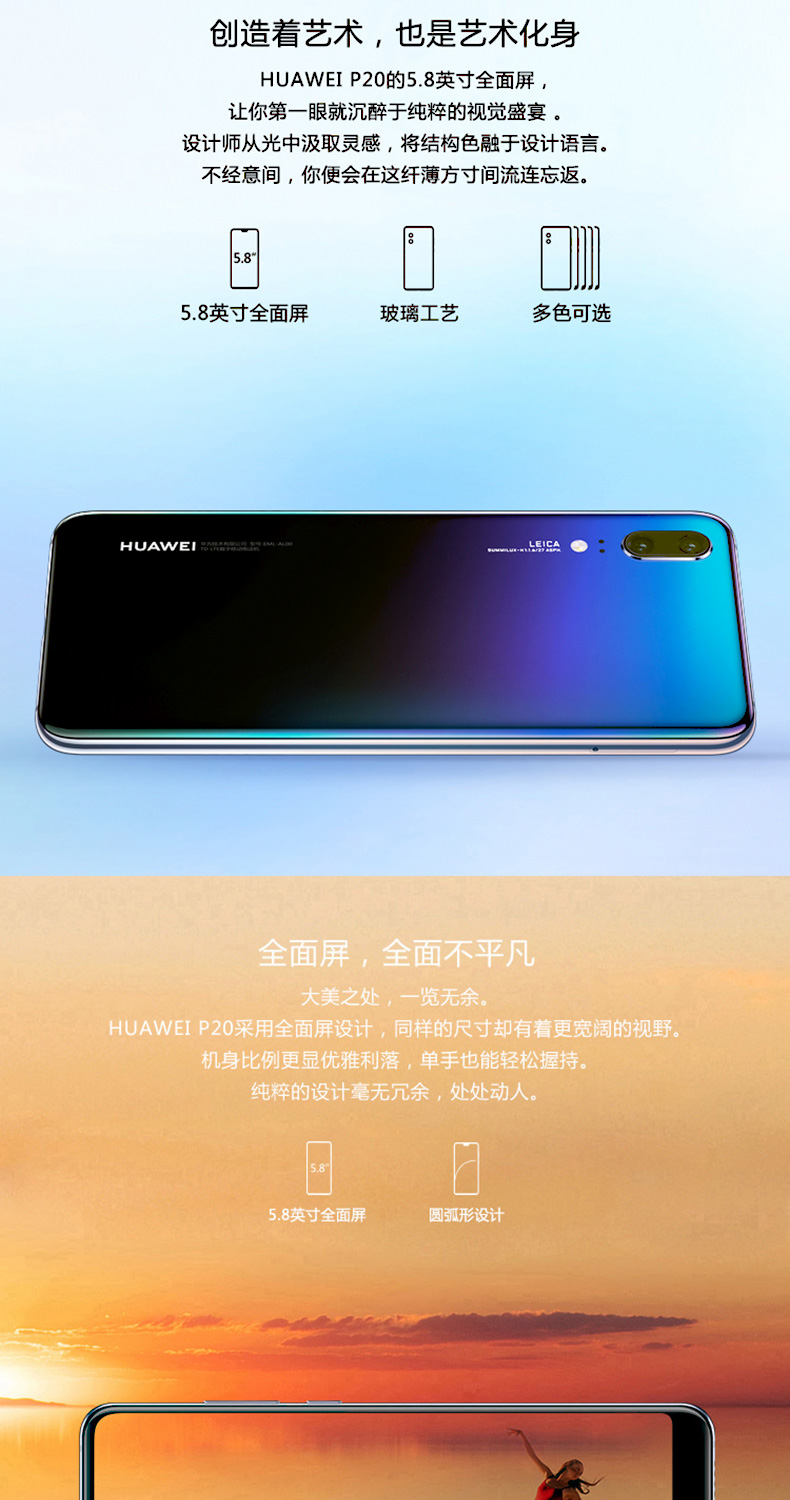 创造着艺术，也是艺术化身
HUAWEI P20的5.8英寸全面屏，
让你第一眼就沉醉于纯粹的视觉盛宴 。
设计师从光中汲取灵感，将结构色融于设计语言。
不经意间，你便会在这纤薄方寸间流连忘返。
5.8"
5.8英寸全面屏
玻璃工艺
多色可选
HUAWEI
LEICA
SUMMILUX-H 1:1.6/27 ASPH.
全面屏，全面不平凡
大美之处，一览无余。
HUAWEI P20采用全面屏设计，同样的尺寸却有着更宽阔的视野。
机身比例更显优雅利落，单手也能轻松握持。
纯粹的设计毫无冗余，处处动人。
5.8"
5.8英寸全面屏
圆弧形设计